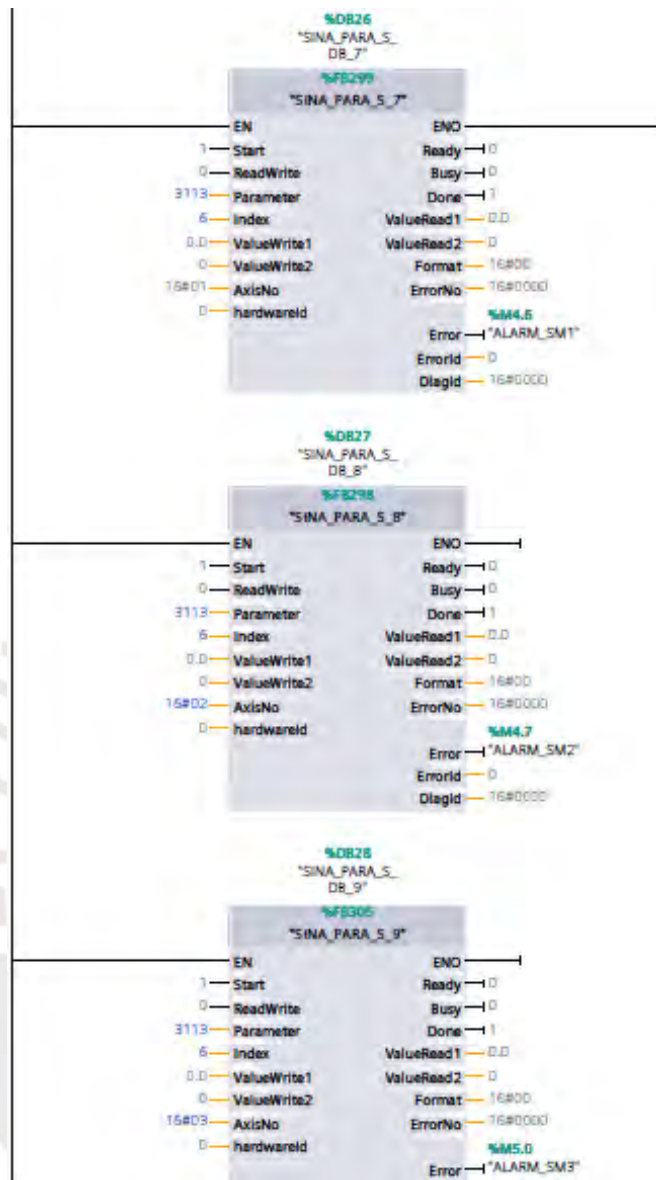 %DB26
"SINA_PARA_S_
DB_7"
%FB299
"SINA_PARA_S_7"
EN ENO
1 Start Ready 0
0 ReadWrite Busy 0
3113 Parameter Done 1
6 Index ValueRead1 0.0
0.0 ValueWrite1 ValueRead2 0
0 ValueWrite2 Format 16#00
16#01 AxisNo ErrorNo 16#0000
0 hardwareId %M4.6
Error "ALARM_SM1"
ErrorId 0
DiagId 16#0000
%DB27
"SINA_PARA_S_
DB_8"
%FB298
"SINA_PARA_S_8"
EN ENO
1 Start Ready 0
0 ReadWrite Busy 0
3113 Parameter Done 1
6 Index ValueRead1 0.0
0.0 ValueWrite1 ValueRead2 0
0 ValueWrite2 Format 16#00
16#02 AxisNo ErrorNo 16#0000
0 hardwareId %M4.7
Error "ALARM_SM2"
ErrorId 0
DiagId 16#0000
%DB28
"SINA_PARA_S_
DB_9"
%FB305
"SINA_PARA_S_9"
EN ENO
1 Start Ready 0
0 ReadWrite Busy 0
3113 Parameter Done 1
6 Index ValueRead1 0.0
0.0 ValueWrite1 ValueRead2 0
0 ValueWrite2 Format 16#00
16#03 AxisNo ErrorNo 16#0000
0 hardwareId %M5.0
Error "ALARM_SM3"